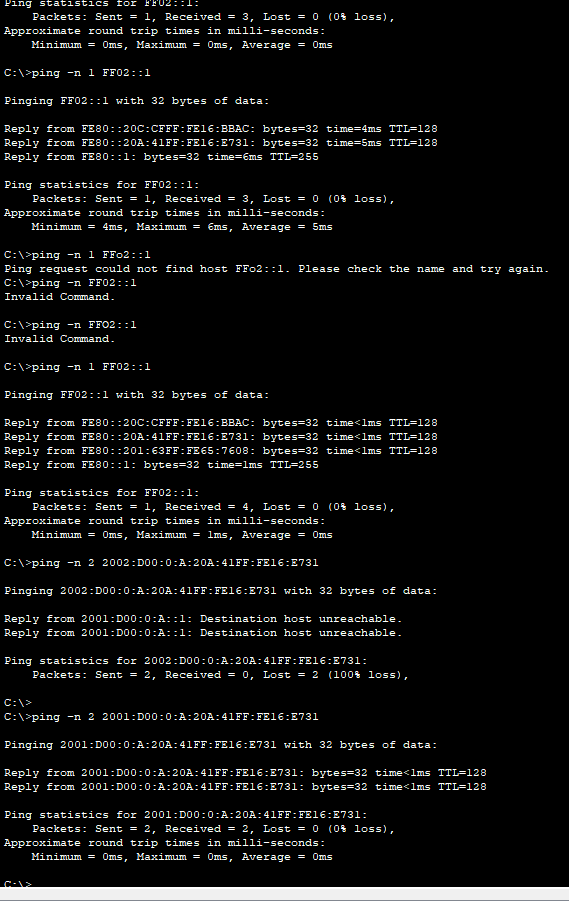 Ping statistics for FF02::1:
    Packets: Sent = 1, Received = 3, Lost = 0 (0% loss),
Approximate round trip times in milli-seconds:
    Minimum = 0ms, Maximum = 0ms, Average = 0ms
C:\>ping -n 1 FF02::1
Pinging FF02::1 with 32 bytes of data:
Reply from FE80::20C:CFFF:FE16:BBAC: bytes=32 time=4ms TTL=128
Reply from FE80::20A:41FF:FE16:E731: bytes=32 time=5ms TTL=128
Reply from FE80::1: bytes=32 time=6ms TTL=255
Ping statistics for FF02::1:
    Packets: Sent = 1, Received = 3, Lost = 0 (0% loss),
Approximate round trip times in milli-seconds:
    Minimum = 4ms, Maximum = 6ms, Average = 5ms
C:\>ping -n 1 FFo2::1
Ping request could not find host FFo2::1. Please check the name and try again.
C:\>ping -n FF02::1
Invalid Command.
C:\>ping -n FFO2::1
Invalid Command.
C:\>ping -n 1 FF02::1
Pinging FF02::1 with 32 bytes of data:
Reply from FE80::20C:CFFF:FE16:BBAC: bytes=32 time<1ms TTL=128
Reply from FE80::20A:41FF:FE16:E731: bytes=32 time<1ms TTL=128
Reply from FE80::201:63FF:FE65:7608: bytes=32 time<1ms TTL=128
Reply from FE80::1: bytes=32 time=1ms TTL=255
Ping statistics for FF02::1:
    Packets: Sent = 1, Received = 4, Lost = 0 (0% loss),
Approximate round trip times in milli-seconds:
    Minimum = 0ms, Maximum = 1ms, Average = 0ms
C:\>ping -n 2 2002:D00:0:A:20A:41FF:FE16:E731
Pinging 2002:D00:0:A:20A:41FF:FE16:E731 with 32 bytes of data:
Reply from 2001:D00:0:A::1: Destination host unreachable.
Reply from 2001:D00:0:A::1: Destination host unreachable.
Ping statistics for 2002:D00:0:A:20A:41FF:FE16:E731:
    Packets: Sent = 2, Received = 0, Lost = 2 (100% loss),
C:\>
C:\>ping -n 2 2001:D00:0:A:20A:41FF:FE16:E731
Pinging 2001:D00:0:A:20A:41FF:FE16:E731 with 32 bytes of data:
Reply from 2001:D00:0:A:20A:41FF:FE16:E731: bytes=32 time<1ms TTL=128
Reply from 2001:D00:0:A:20A:41FF:FE16:E731: bytes=32 time<1ms TTL=128
Ping statistics for 2001:D00:0:A:20A:41FF:FE16:E731:
    Packets: Sent = 2, Received = 2, Lost = 0 (0% loss),
Approximate round trip times in milli-seconds:
    Minimum = 0ms, Maximum = 0ms, Average = 0ms
C:\>